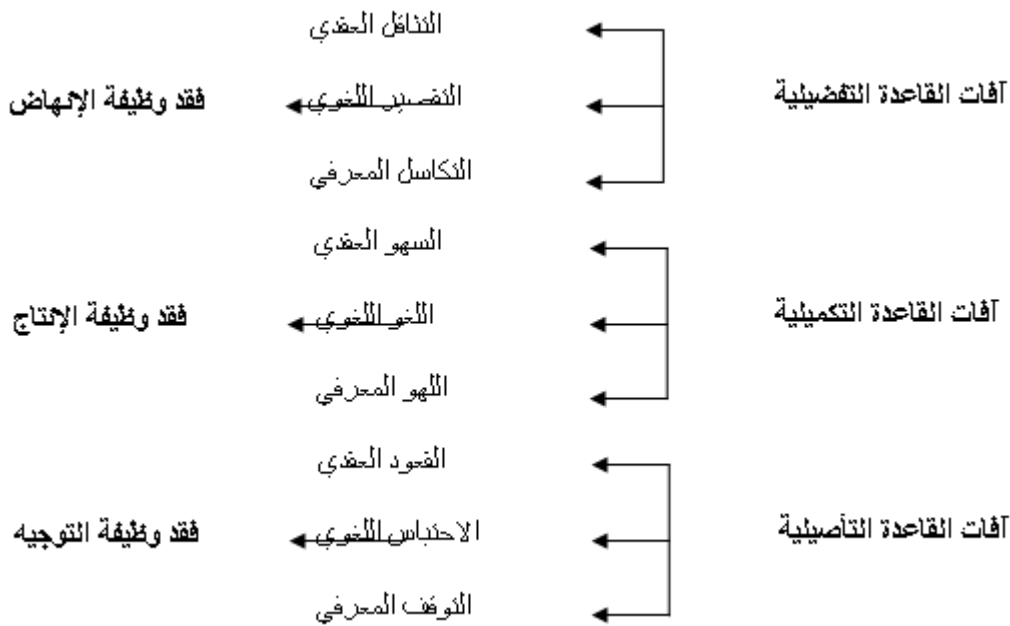 التثاقل العقدي
آفات القاعدة التفضيلية
التقصير اللغوي
فقد وظيفة الإنهاض
التكاسل المعرفي
السهو العقدي
آفات القاعدة التكميلية
اللغو اللغوي
فقد وظيفة الإنتاج
اللهو المعرفي
القعود العقدي
آفات القاعدة التأصيلية
الاحتباس اللغوي
فقد وظيفة التوجيه
التوقف المعرفي